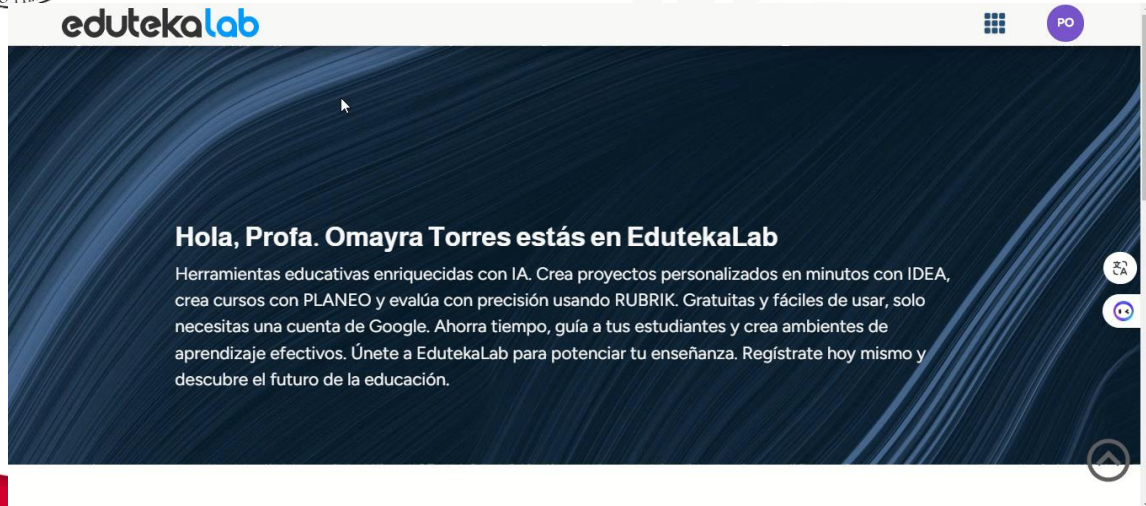 edutekalab
PO
Hola, Profa. Omayra Torres estás en EdutekaLab
Herramientas educativas enriquecidas con IA. Crea proyectos personalizados en minutos con IDEA,
crea cursos con PLANEO y evalúa con precisión usando RUBRIK. Gratuitas y fáciles de usar, solo
necesitas una cuenta de Google. Ahorra tiempo, guía a tus estudiantes y crea ambientes de
aprendizaje efectivos. Únete a EdutekaLab para potenciar tu enseñanza. Regístrate hoy mismo y
descubre el futuro de la educación.